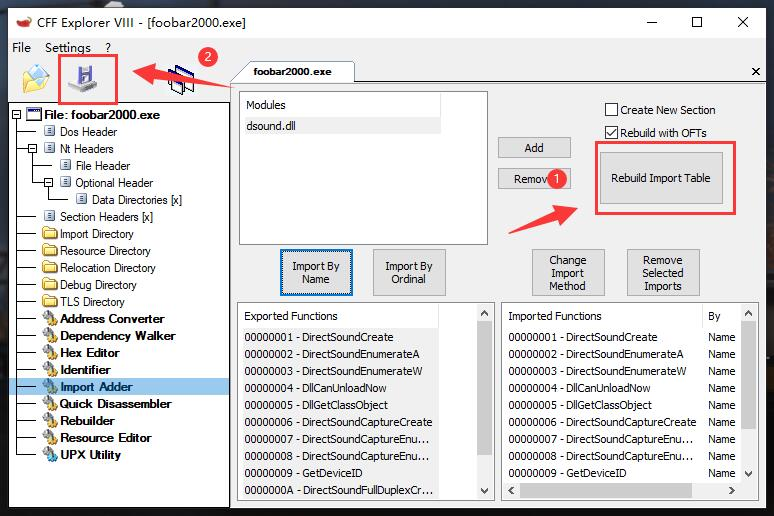 CFF Explorer VIII - [foobar2000.exe]
File Settings ?
2
foobar2000.exe
File: foobar2000.exe
Dos Header
Nt Headers
File Header
Optional Header
Data Directories [x]
Section Headers [x]
Import Directory
Resource Directory
Relocation Directory
Debug Directory
TLS Directory
Address Converter
Dependency Walker
Hex Editor
Identifier
Import Adder
Quick Disassembler
Rebuilder
Resource Editor
UPX Utility
Modules
dsound.dll
Add
Remov
1
Create New Section
Rebuild with OFTs
Rebuild Import Table
Import By
Name
Import By
Ordinal
Change
Import
Method
Remove
Selected
Imports
Exported Functions
00000001 - DirectSoundCreate
00000002 - DirectSoundEnumerateA
00000003 - DirectSoundEnumerateW
00000004 - DllCanUnloadNow
00000005 - DllGetClassObject
00000006 - DirectSoundCaptureCreate
00000007 - DirectSoundCaptureEnu...
00000008 - DirectSoundCaptureEnu...
00000009 - GetDeviceID
0000000A - DirectSoundFullDuplexCr...
Imported Functions By
00000001 - DirectSoundCreate Name
00000002 - DirectSoundEnumerateA Name
00000003 - DirectSoundEnumerateW Name
00000004 - DllCanUnloadNow Name
00000005 - DllGetClassObject Name
00000006 - DirectSoundCaptureCreate Name
00000007 - DirectSoundCaptureEnu... Name
00000008 - DirectSoundCaptureEnu... Name
00000009 - GetDeviceID Name